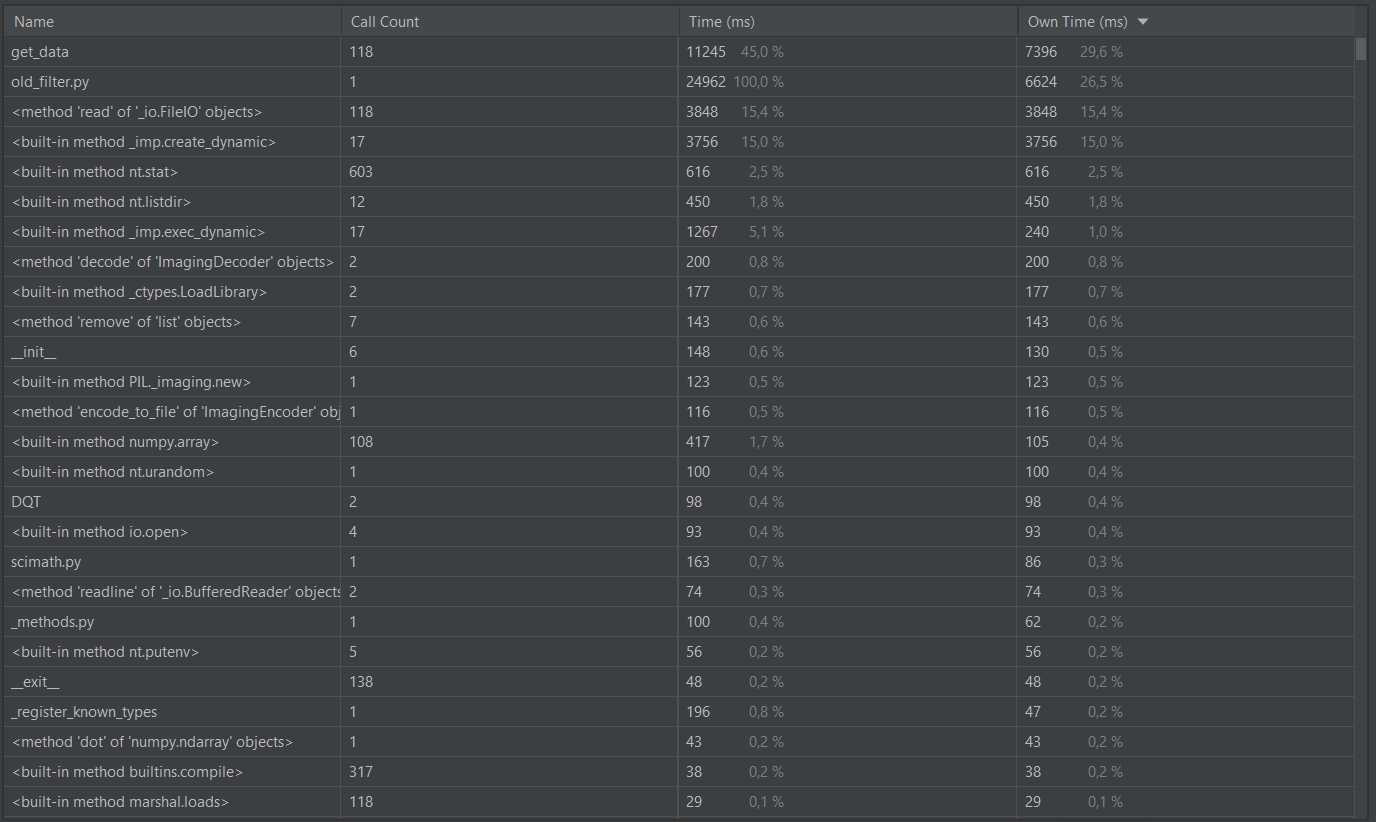 Name Call Count Time (ms) Own Time (ms)
get_data 118 11245 45,0 % 7396 29,6 %
old_filter.py 1 24962 100,0 % 6624 26,5 %
<method 'read' of '_io.FileIO' objects> 118 3848 15,4 % 3848 15,4 %
<built-in method _imp.create_dynamic> 17 3756 15,0 % 3756 15,0 %
<built-in method nt.stat> 603 616 2,5 % 616 2,5 %
<built-in method nt.listdir> 12 450 1,8 % 450 1,8 %
<built-in method _imp.exec_dynamic> 17 1267 5,1 % 240 1,0 %
<method 'decode' of 'ImagingDecoder' objects> 2 200 0,8 % 200 0,8 %
<built-in method _ctypes.LoadLibrary> 2 177 0,7 % 177 0,7 %
<method 'remove' of 'list' objects> 7 143 0,6 % 143 0,6 %
__init__ 6 148 0,6 % 130 0,5 %
<built-in method PIL._imaging.new> 1 123 0,5 % 123 0,5 %
<method 'encode_to_file' of 'ImagingEncoder' obj 1 116 0,5 % 116 0,5 %
<built-in method numpy.array> 108 417 1,7 % 105 0,4 %
<built-in method nt.urandom> 1 100 0,4 % 100 0,4 %
DQT 2 98 0,4 % 98 0,4 %
<built-in method io.open> 4 93 0,4 % 93 0,4 %
scimath.py 1 163 0,7 % 86 0,3 %
<method 'readline' of '_io.BufferedReader' objects 2 74 0,3 % 74 0,3 %
_methods.py 1 100 0,4 % 62 0,2 %
<built-in method nt.putenv> 5 56 0,2 % 56 0,2 %
__exit__ 138 48 0,2 % 48 0,2 %
_register_known_types 1 196 0,8 % 47 0,2 %
<method 'dot' of 'numpy.ndarray' objects> 1 43 0,2 % 43 0,2 %
<built-in method builtins.compile> 317 38 0,2 % 38 0,2 %
<built-in method marshal.loads> 118 29 0,1 % 29 0,1 %